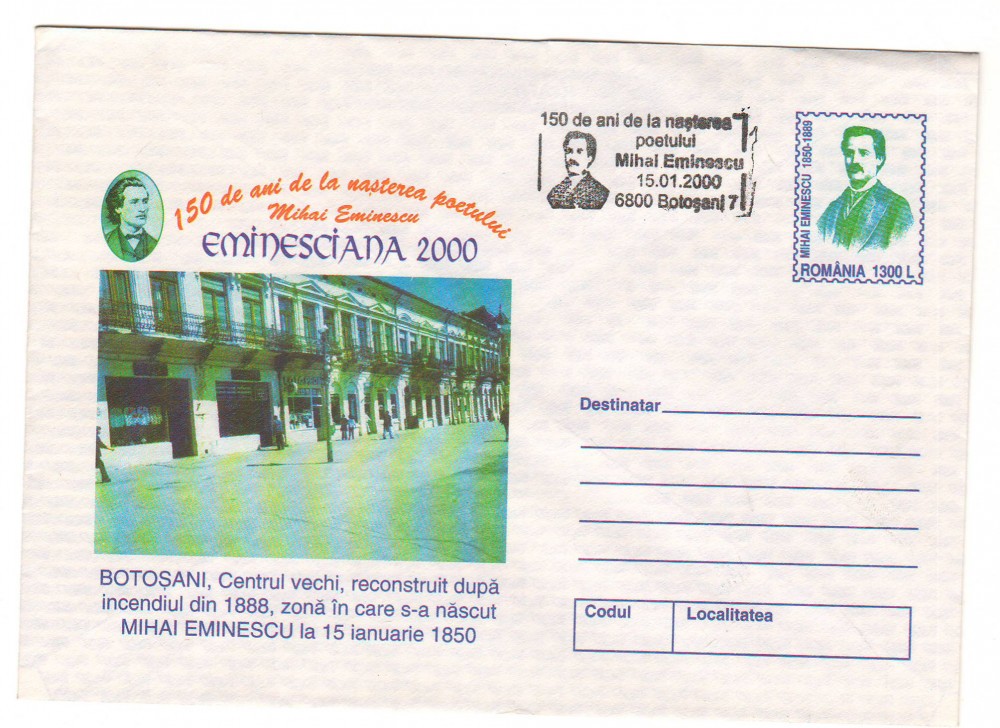 150 de ani de la nașterea poetului
Mihai Eminescu
EMINESCIANA 2000
150 de ani de la nașterea
poetului
Mihai Eminescu
15.01.2000
6800 Botoșani 7
MIHAI EMINESCU 1850-1889
ROMÂNIA 1300 L
BOTOȘANI, Centrul vechi, reconstruit după
incendiul din 1888, zonă în care s-a născut
MIHAI EMINESCU la 15 ianuarie 1850
Destinatar
Codul
Localitatea